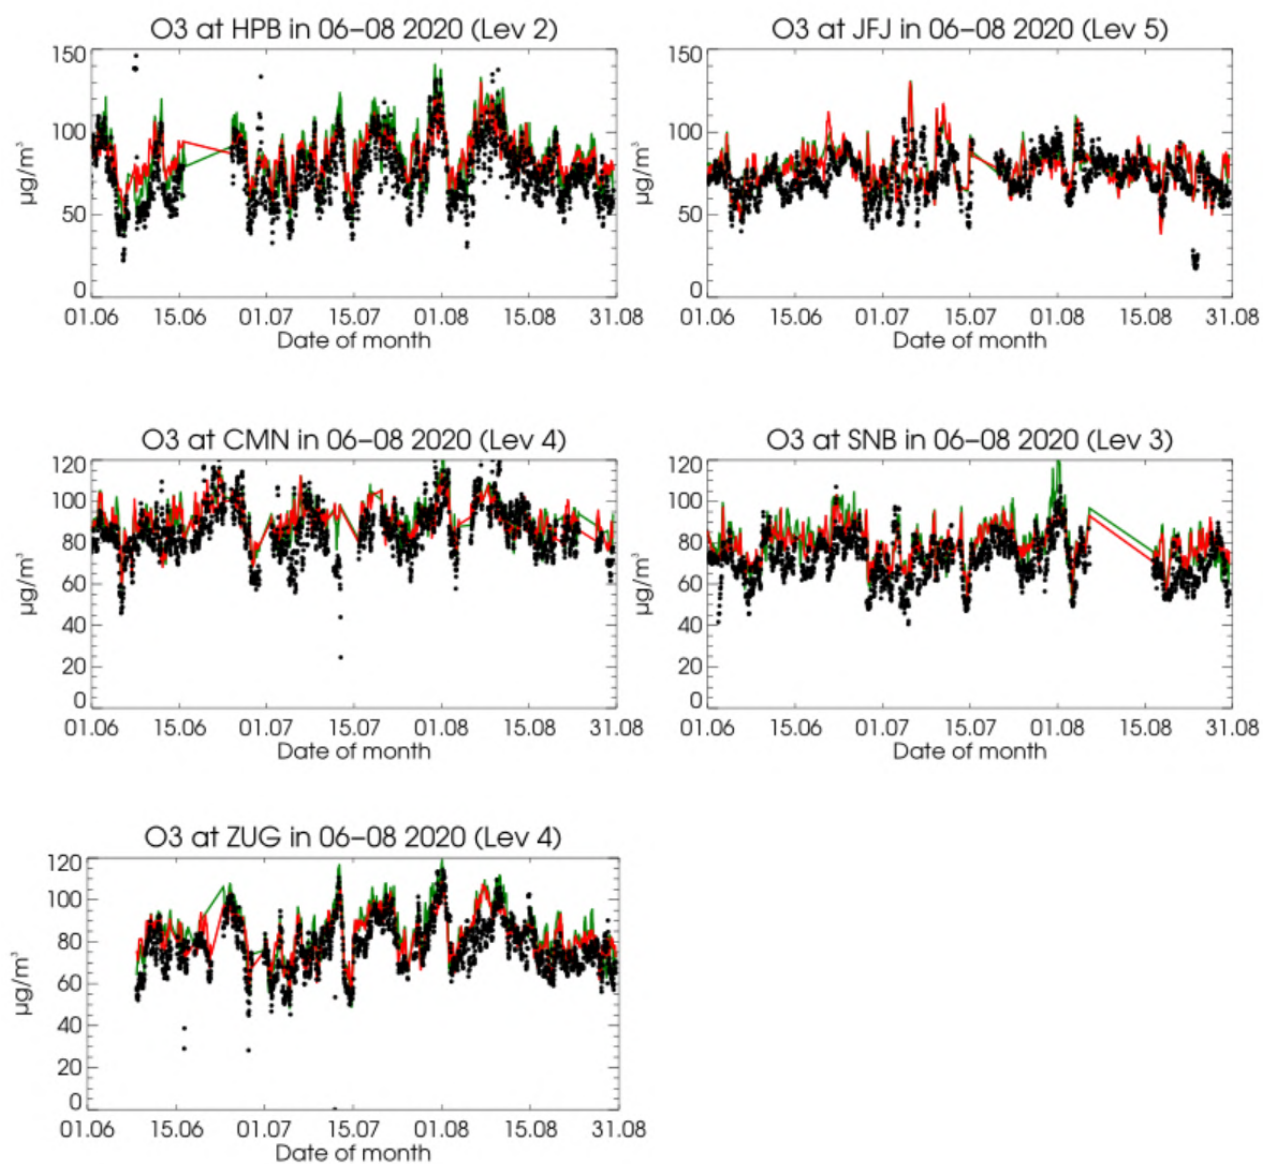 O3 at HPB in 06–08 2020 (Lev 2)
150
100
50
0
µg/m³
01.06 15.06 01.07 15.07 01.08 15.08 31.08
Date of month
O3 at JFJ in 06–08 2020 (Lev 5)
150
100
50
0
µg/m³
01.06 15.06 01.07 15.07 01.08 15.08 31.08
Date of month
O3 at CMN in 06–08 2020 (Lev 4)
120
100
80
60
40
20
0
µg/m³
01.06 15.06 01.07 15.07 01.08 15.08 31.08
Date of month
O3 at SNB in 06–08 2020 (Lev 3)
120
100
80
60
40
20
0
µg/m³
01.06 15.06 01.07 15.07 01.08 15.08 31.08
Date of month
O3 at ZUG in 06–08 2020 (Lev 4)
120
100
80
60
40
20
0
µg/m³
01.06 15.06 01.07 15.07 01.08 15.08 31.08
Date of month